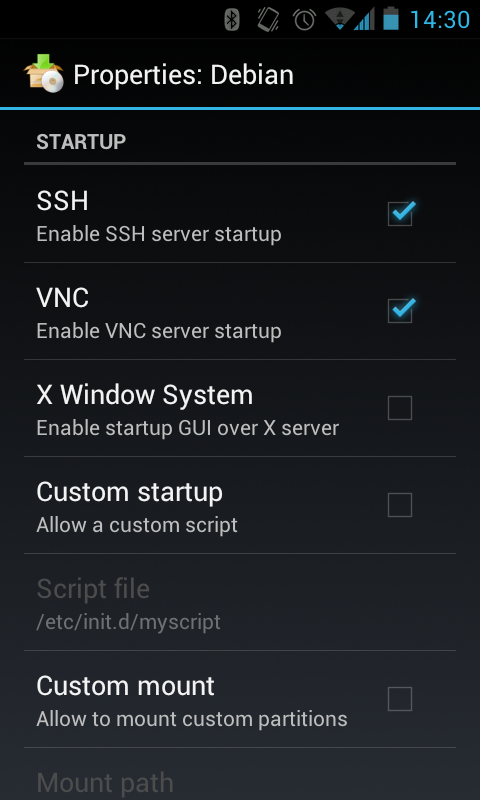 14:30
Properties: Debian
STARTUP
SSH
Enable SSH server startup
VNC
Enable VNC server startup
X Window System
Enable startup GUI over X server
Custom startup
Allow a custom script
Script file
/etc/init.d/myscript
Custom mount
Allow to mount custom partitions
Mount path